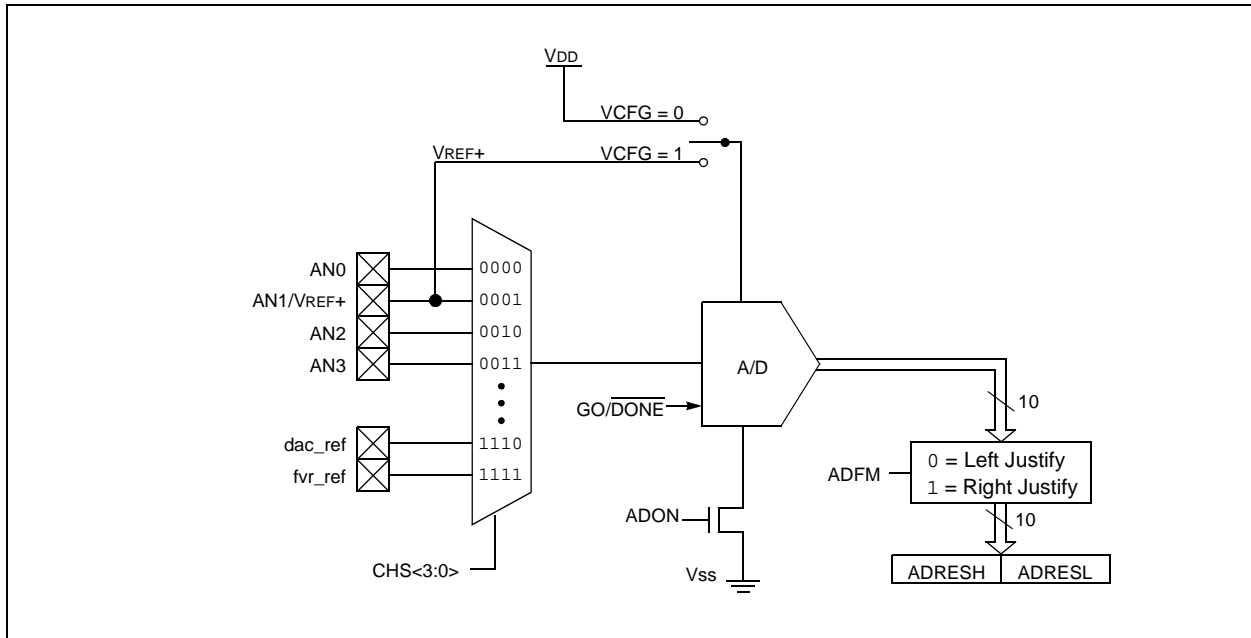 VDD
VCFG = 0
VREF+
VCFG = 1
AN0
0000
AN1/VREF+
0001
AN2
0010
AN3
0011
A/D
GO/DONE
10
dac_ref
1110
fvr_ref
1111
ADFM
0 = Left Justify
1 = Right Justify
ADON
10
CHS<3:0>
VSS
ADRESH
ADRESL